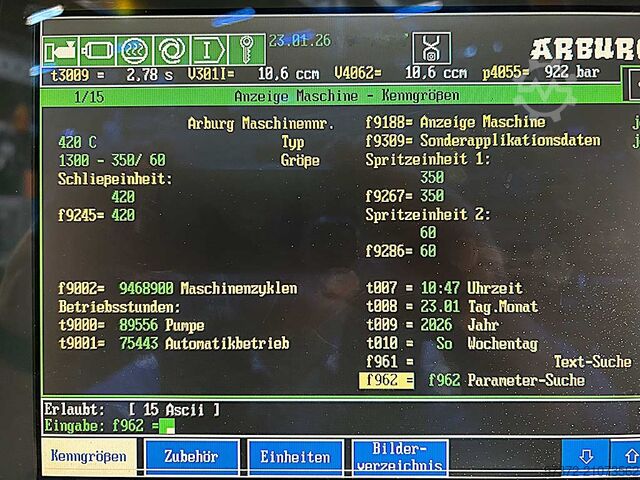 23.01.26
ARBURG
t3009 = 2.78 s V301I= 10,6 ccm V4062= 10,6 ccm p4055= 922 bar
1/15 Anzeige Maschine - Kenngrößen
Arburg Maschinennr. f9188= Anzeige Maschine
420 C Typ f9309= Sonderapplikationsdaten
1300 - 350/ 60 Größe Spritzeinheit 1:
Schließeinheit: 350
420 f9267= 350
f9245= 420 Spritzeinheit 2:
60
f9286= 60
f9002= 9468900 Maschinenzyklen t007 = 10:47 Uhrzeit
Betriebsstunden: t008 = 23.01 Tag.Monat
t9000= 89556 Pumpe t009 = 2026 Jahr
t9001= 75443 Automatikbetrieb t010 = So Wochentag
f961 = Text-Suche
f962 = f962 Parameter-Suche
Erlaubt: [ 15 Ascii ]
Eingabe: f962 =
Kenngrößen Zubehör Einheiten Bilder-
verzeichnis